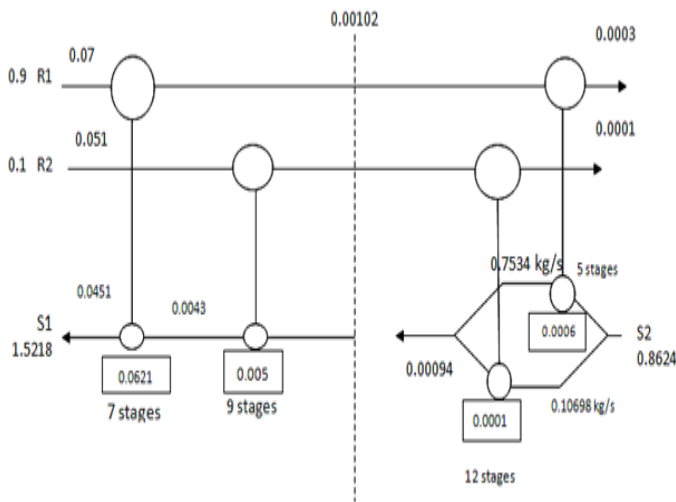 0.00102
0.0003
0.07
0.9 R1
0.0001
0.051
0.1 R2
0.7534 kg/s
5 stages
0.0451
0.0043
S1
1.5218
0.0006
S2
0.8624
0.00094
0.0621
0.005
0.10698 kg/s
0.0001
7 stages
9 stages
12 stages